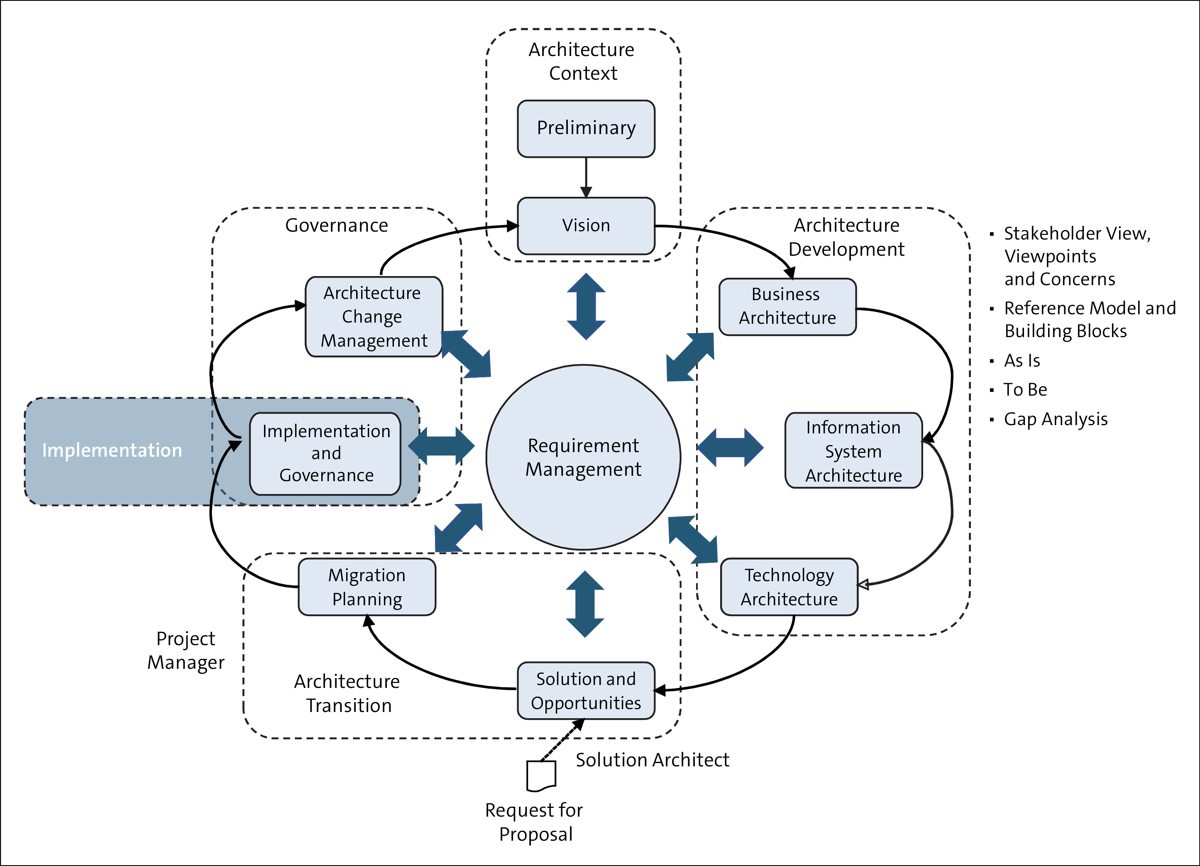 Architecture
Context
Preliminary
Vision
Governance
Architecture
Change
Management
Architecture
Development
Business
Architecture
▪ Stakeholder View,
Viewpoints
and Concerns
▪ Reference Model and
Building Blocks
▪ As Is
▪ To Be
▪ Gap Analysis
Implementation
Implementation
and
Governance
Requirement
Management
Information
System
Architecture
Migration
Planning
Technology
Architecture
Project
Manager
Architecture
Transition
Solution and
Opportunities
Solution Architect
Request for
Proposal